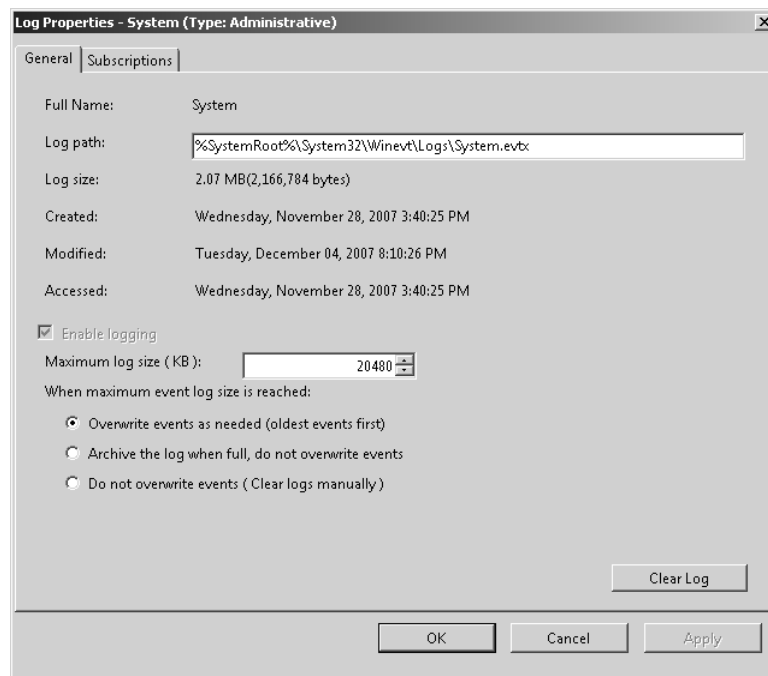 Log Properties - System (Type: Administrative)
General Subscriptions
Full Name: System
Log path: %SystemRoot%\System32\Winevt\Logs\System.evtx
Log size: 2.07 MB(2,166,784 bytes)
Created: Wednesday, November 28, 2007 3:40:25 PM
Modified: Tuesday, December 04, 2007 8:10:26 PM
Accessed: Wednesday, November 28, 2007 3:40:25 PM
Enable logging
Maximum log size ( KB ): 20480
When maximum event log size is reached:
Overwrite events as needed (oldest events first)
Archive the log when full, do not overwrite events
Do not overwrite events ( Clear logs manually )
Clear Log
OK Cancel Apply